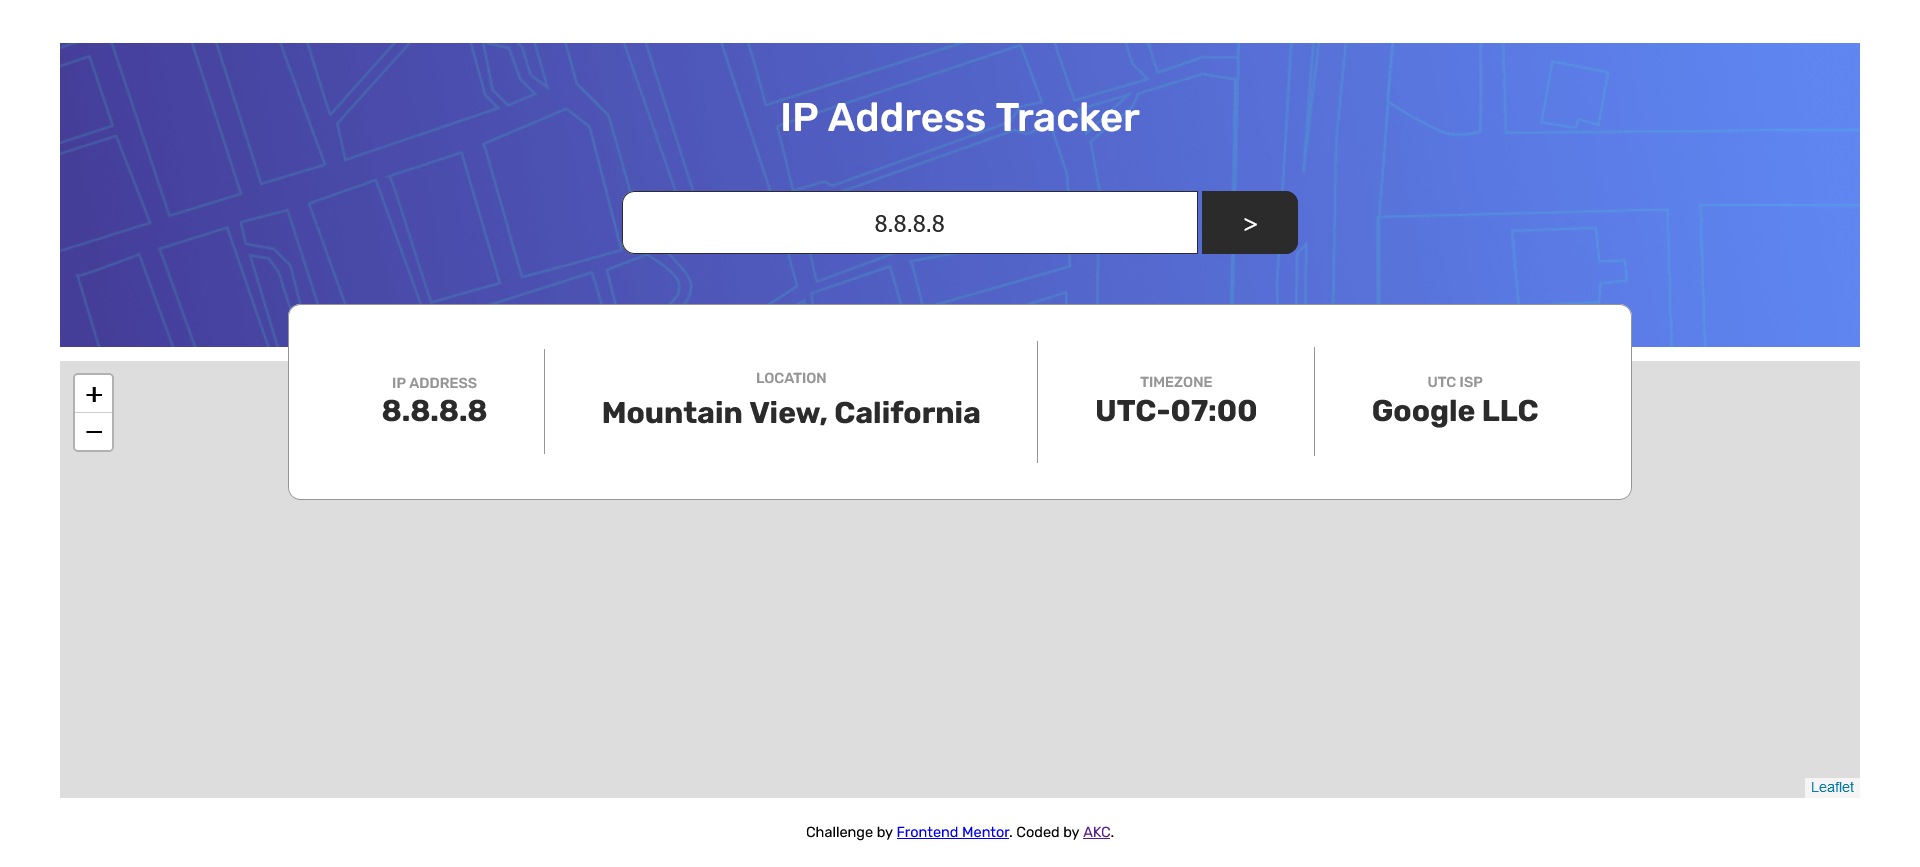 IP Address Tracker
8.8.8.8
>
+
−
IP ADDRESS
8.8.8.8
LOCATION
Mountain View, California
TIMEZONE
UTC-07:00
UTC ISP
Google LLC
Leaflet
Challenge by Frontend Mentor. Coded by AKC.